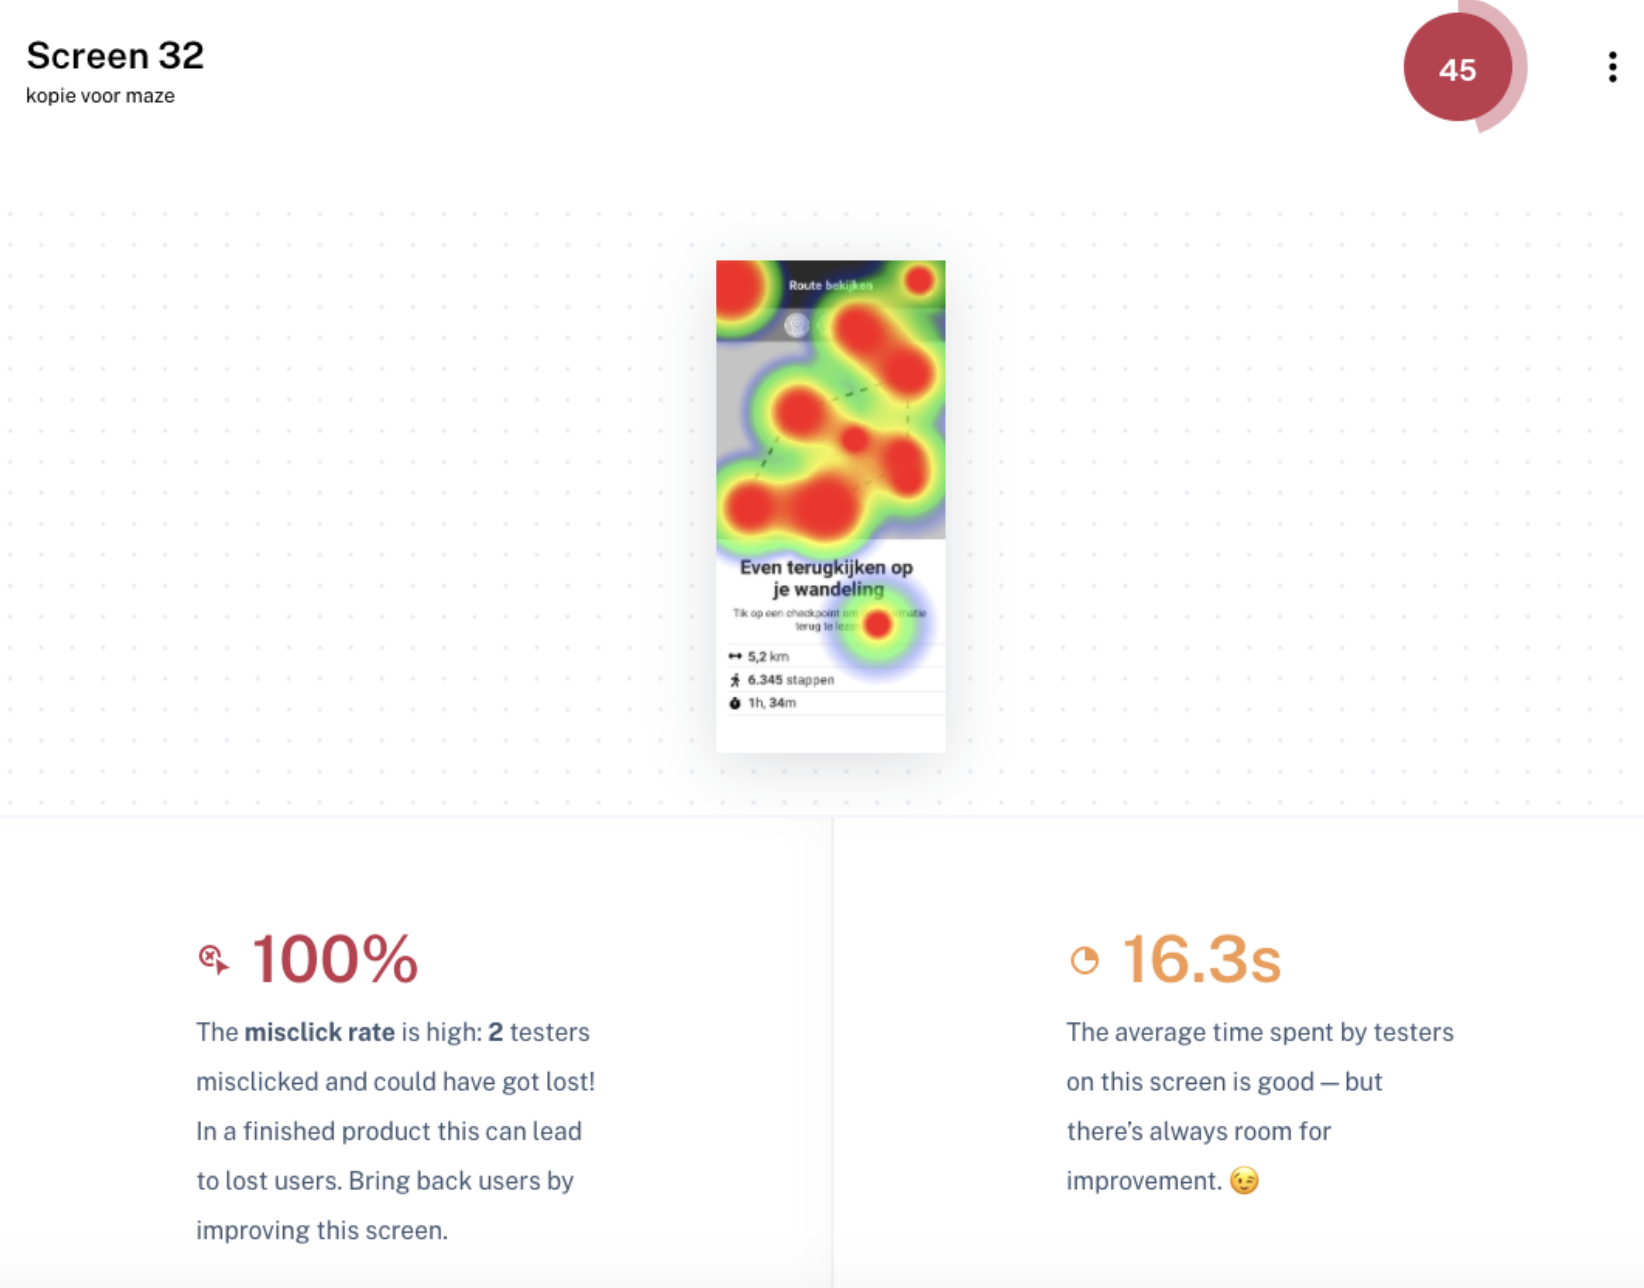 Screen 32
kopie voor maze
45
Route bekijken
Even terugkijken op
je wandeling
Tik op een checkpoint om
terug te lezen
5,2 km
6.345 stappen
1h, 34m
100%
The misclick rate is high: 2 testers
misclicked and could have got lost!
In a finished product this can lead
to lost users. Bring back users by
improving this screen.
16.3s
The average time spent by testers
on this screen is good — but
there's always room for
improvement. 😉